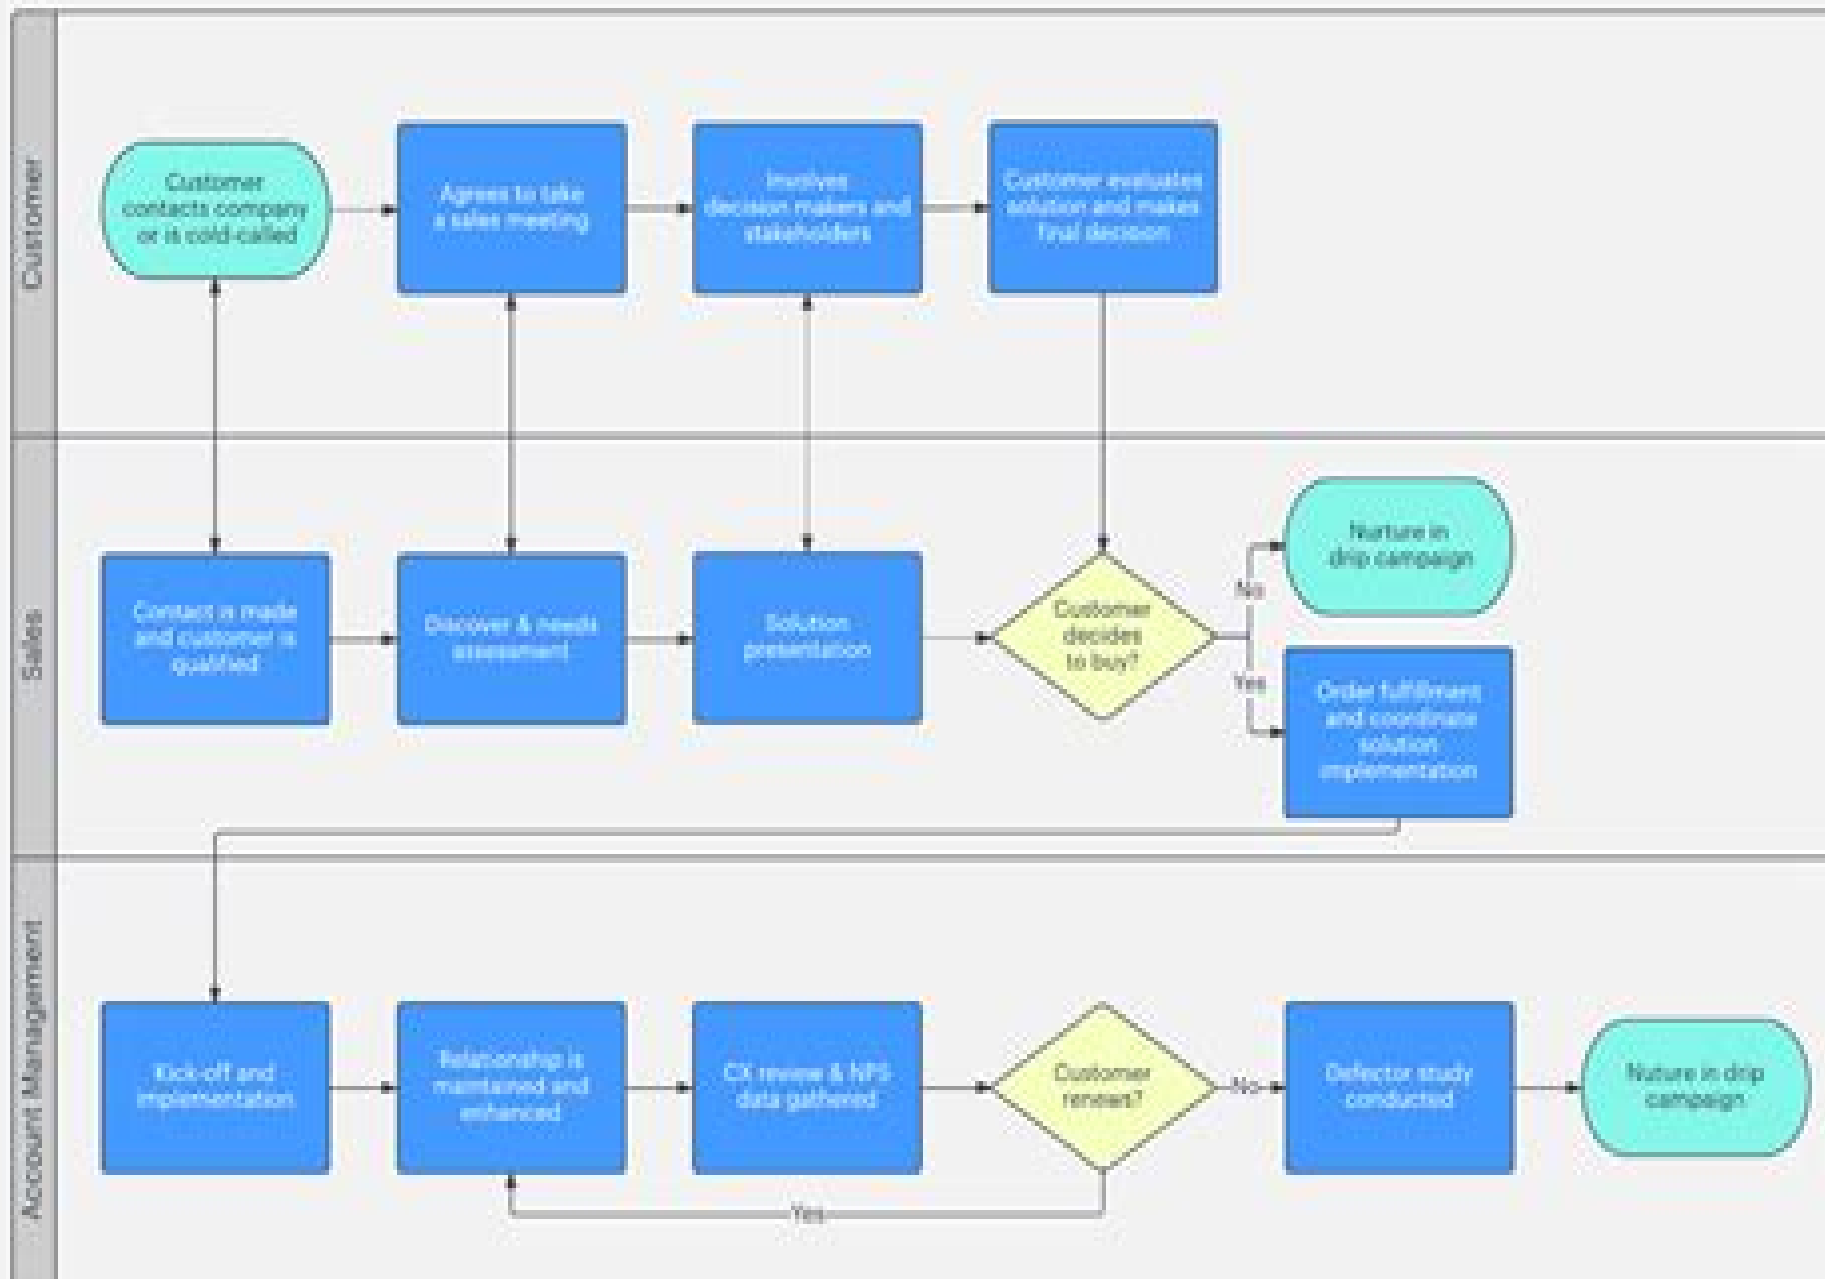 Customer
Customer
contacts company
or is cold-called
Agrees to take
a sales meeting
Involves
decision makers and
stakeholders
Customer evaluates
solution and makes
final decision
Sales
Contact is made
and customer is
qualified
Discover & needs
assessment
Solution
presentation
Customer
decides
to buy?
No
Nurture in
drip campaign
Yes
Order fulfillment
and coordinate
solution
implementation
Account Management
Kick-off and
implementation
Relationship is
maintained and
enhanced
CX review & NPS
data gathered
Customer
renews?
No
Defector study
conducted
Nuture in drip
campaign
Yes